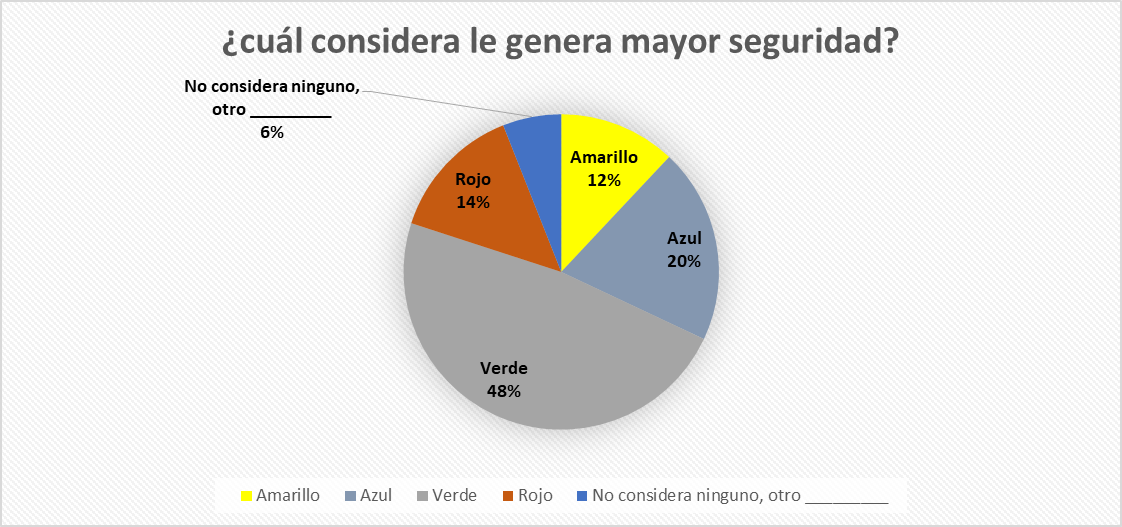 ¿cuál considera le genera mayor seguridad?
No considera ninguno,
otro _________
6%
Amarillo
12%
Rojo
14%
Azul
20%
Verde
48%
Amarillo Azul Verde Rojo No considera ninguno, otro _________